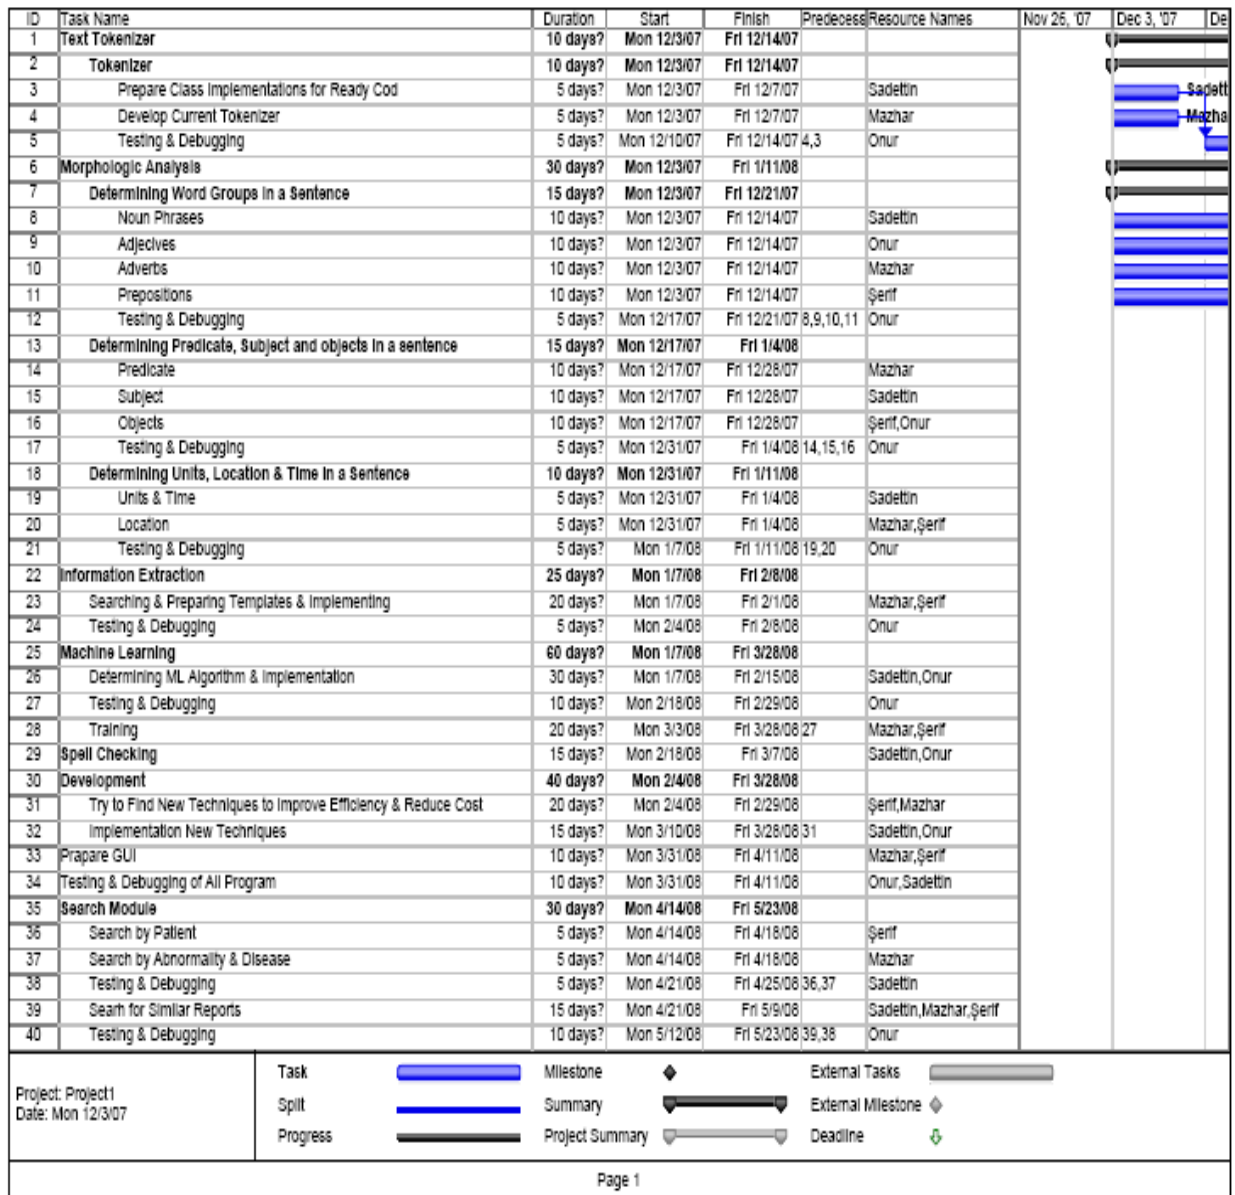 ID Task Name Duration Start Finish Predecess Resource Names Nov 26, '07 Dec 3, '07 De
1 Text Tokenizer 10 days? Mon 12/3/07 Fri 12/14/07
2 Tokenizer 10 days? Mon 12/3/07 Fri 12/14/07
3 Prepare Class Implementations for Ready Cod 5 days? Mon 12/3/07 Fri 12/7/07 Sadettin Sadett
4 Develop Current Tokenizer 5 days? Mon 12/3/07 Fri 12/7/07 Mazhar Mazha
5 Testing & Debugging 5 days? Mon 12/10/07 Fri 12/14/07 4,3 Onur
6 Morphologic Analysis 30 days? Mon 12/3/07 Fri 1/11/08
7 Determining Word Groups in a Sentence 15 days? Mon 12/3/07 Fri 12/21/07
8 Noun Phrases 10 days? Mon 12/3/07 Fri 12/14/07 Sadettin
9 Adjecives 10 days? Mon 12/3/07 Fri 12/14/07 Onur
10 Adverbs 10 days? Mon 12/3/07 Fri 12/14/07 Mazhar
11 Prepositions 10 days? Mon 12/3/07 Fri 12/14/07 Şerif
12 Testing & Debugging 5 days? Mon 12/17/07 Fri 12/21/07 8,9,10,11 Onur
13 Determining Predicate, Subject and objects in a sentence 15 days? Mon 12/17/07 Fri 1/4/08
14 Predicate 10 days? Mon 12/17/07 Fri 12/28/07 Mazhar
15 Subject 10 days? Mon 12/17/07 Fri 12/28/07 Sadettin
16 Objects 10 days? Mon 12/17/07 Fri 12/28/07 Şerif,Onur
17 Testing & Debugging 5 days? Mon 12/31/07 Fri 1/4/08 14,15,16 Onur
18 Determining Units, Location & Time in a Sentence 10 days? Mon 12/31/07 Fri 1/11/08
19 Units & Time 5 days? Mon 12/31/07 Fri 1/4/08 Sadettin
20 Location 5 days? Mon 12/31/07 Fri 1/4/08 Mazhar,Şerif
21 Testing & Debugging 5 days? Mon 1/7/08 Fri 1/11/08 19,20 Onur
22 Information Extraction 25 days? Mon 1/7/08 Fri 2/8/08
23 Searching & Preparing Templates & Implementing 20 days? Mon 1/7/08 Fri 2/1/08 Mazhar,Şerif
24 Testing & Debugging 5 days? Mon 2/4/08 Fri 2/8/08 Onur
25 Machine Learning 60 days? Mon 1/7/08 Fri 3/28/08
26 Determining ML Algorithm & Implementation 30 days? Mon 1/7/08 Fri 2/15/08 Sadettin,Onur
27 Testing & Debugging 10 days? Mon 2/18/08 Fri 2/29/08 Onur
28 Training 20 days? Mon 3/3/08 Fri 3/28/08 27 Mazhar,Şerif
29 Spell Checking 15 days? Mon 2/18/08 Fri 3/7/08 Sadettin,Onur
30 Development 40 days? Mon 2/4/08 Fri 3/28/08
31 Try to Find New Techniques to Improve Efficiency & Reduce Cost 20 days? Mon 2/4/08 Fri 2/29/08 Şerif,Mazhar
32 Implementation New Techniques 15 days? Mon 3/10/08 Fri 3/28/08 31 Sadettin,Onur
33 Prapare GUI 10 days? Mon 3/31/08 Fri 4/11/08 Mazhar,Şerif
34 Testing & Debugging of All Program 10 days? Mon 3/31/08 Fri 4/11/08 Onur,Sadettin
35 Search Module 30 days? Mon 4/14/08 Fri 5/23/08
36 Search by Patient 5 days? Mon 4/14/08 Fri 4/18/08 Şerif
37 Search by Abnormality & Disease 5 days? Mon 4/14/08 Fri 4/18/08 Mazhar
38 Testing & Debugging 5 days? Mon 4/21/08 Fri 4/25/08 36,37 Sadettin
39 Searh for Similar Reports 15 days? Mon 4/21/08 Fri 5/9/08 Sadettin,Mazhar,Şerif
40 Testing & Debugging 10 days? Mon 5/12/08 Fri 5/23/08 39,38 Onur
Project: Project1
Date: Mon 12/3/07
Task Milestone External Tasks
Split Summary External Milestone
Progress Project Summary Deadline
Page 1